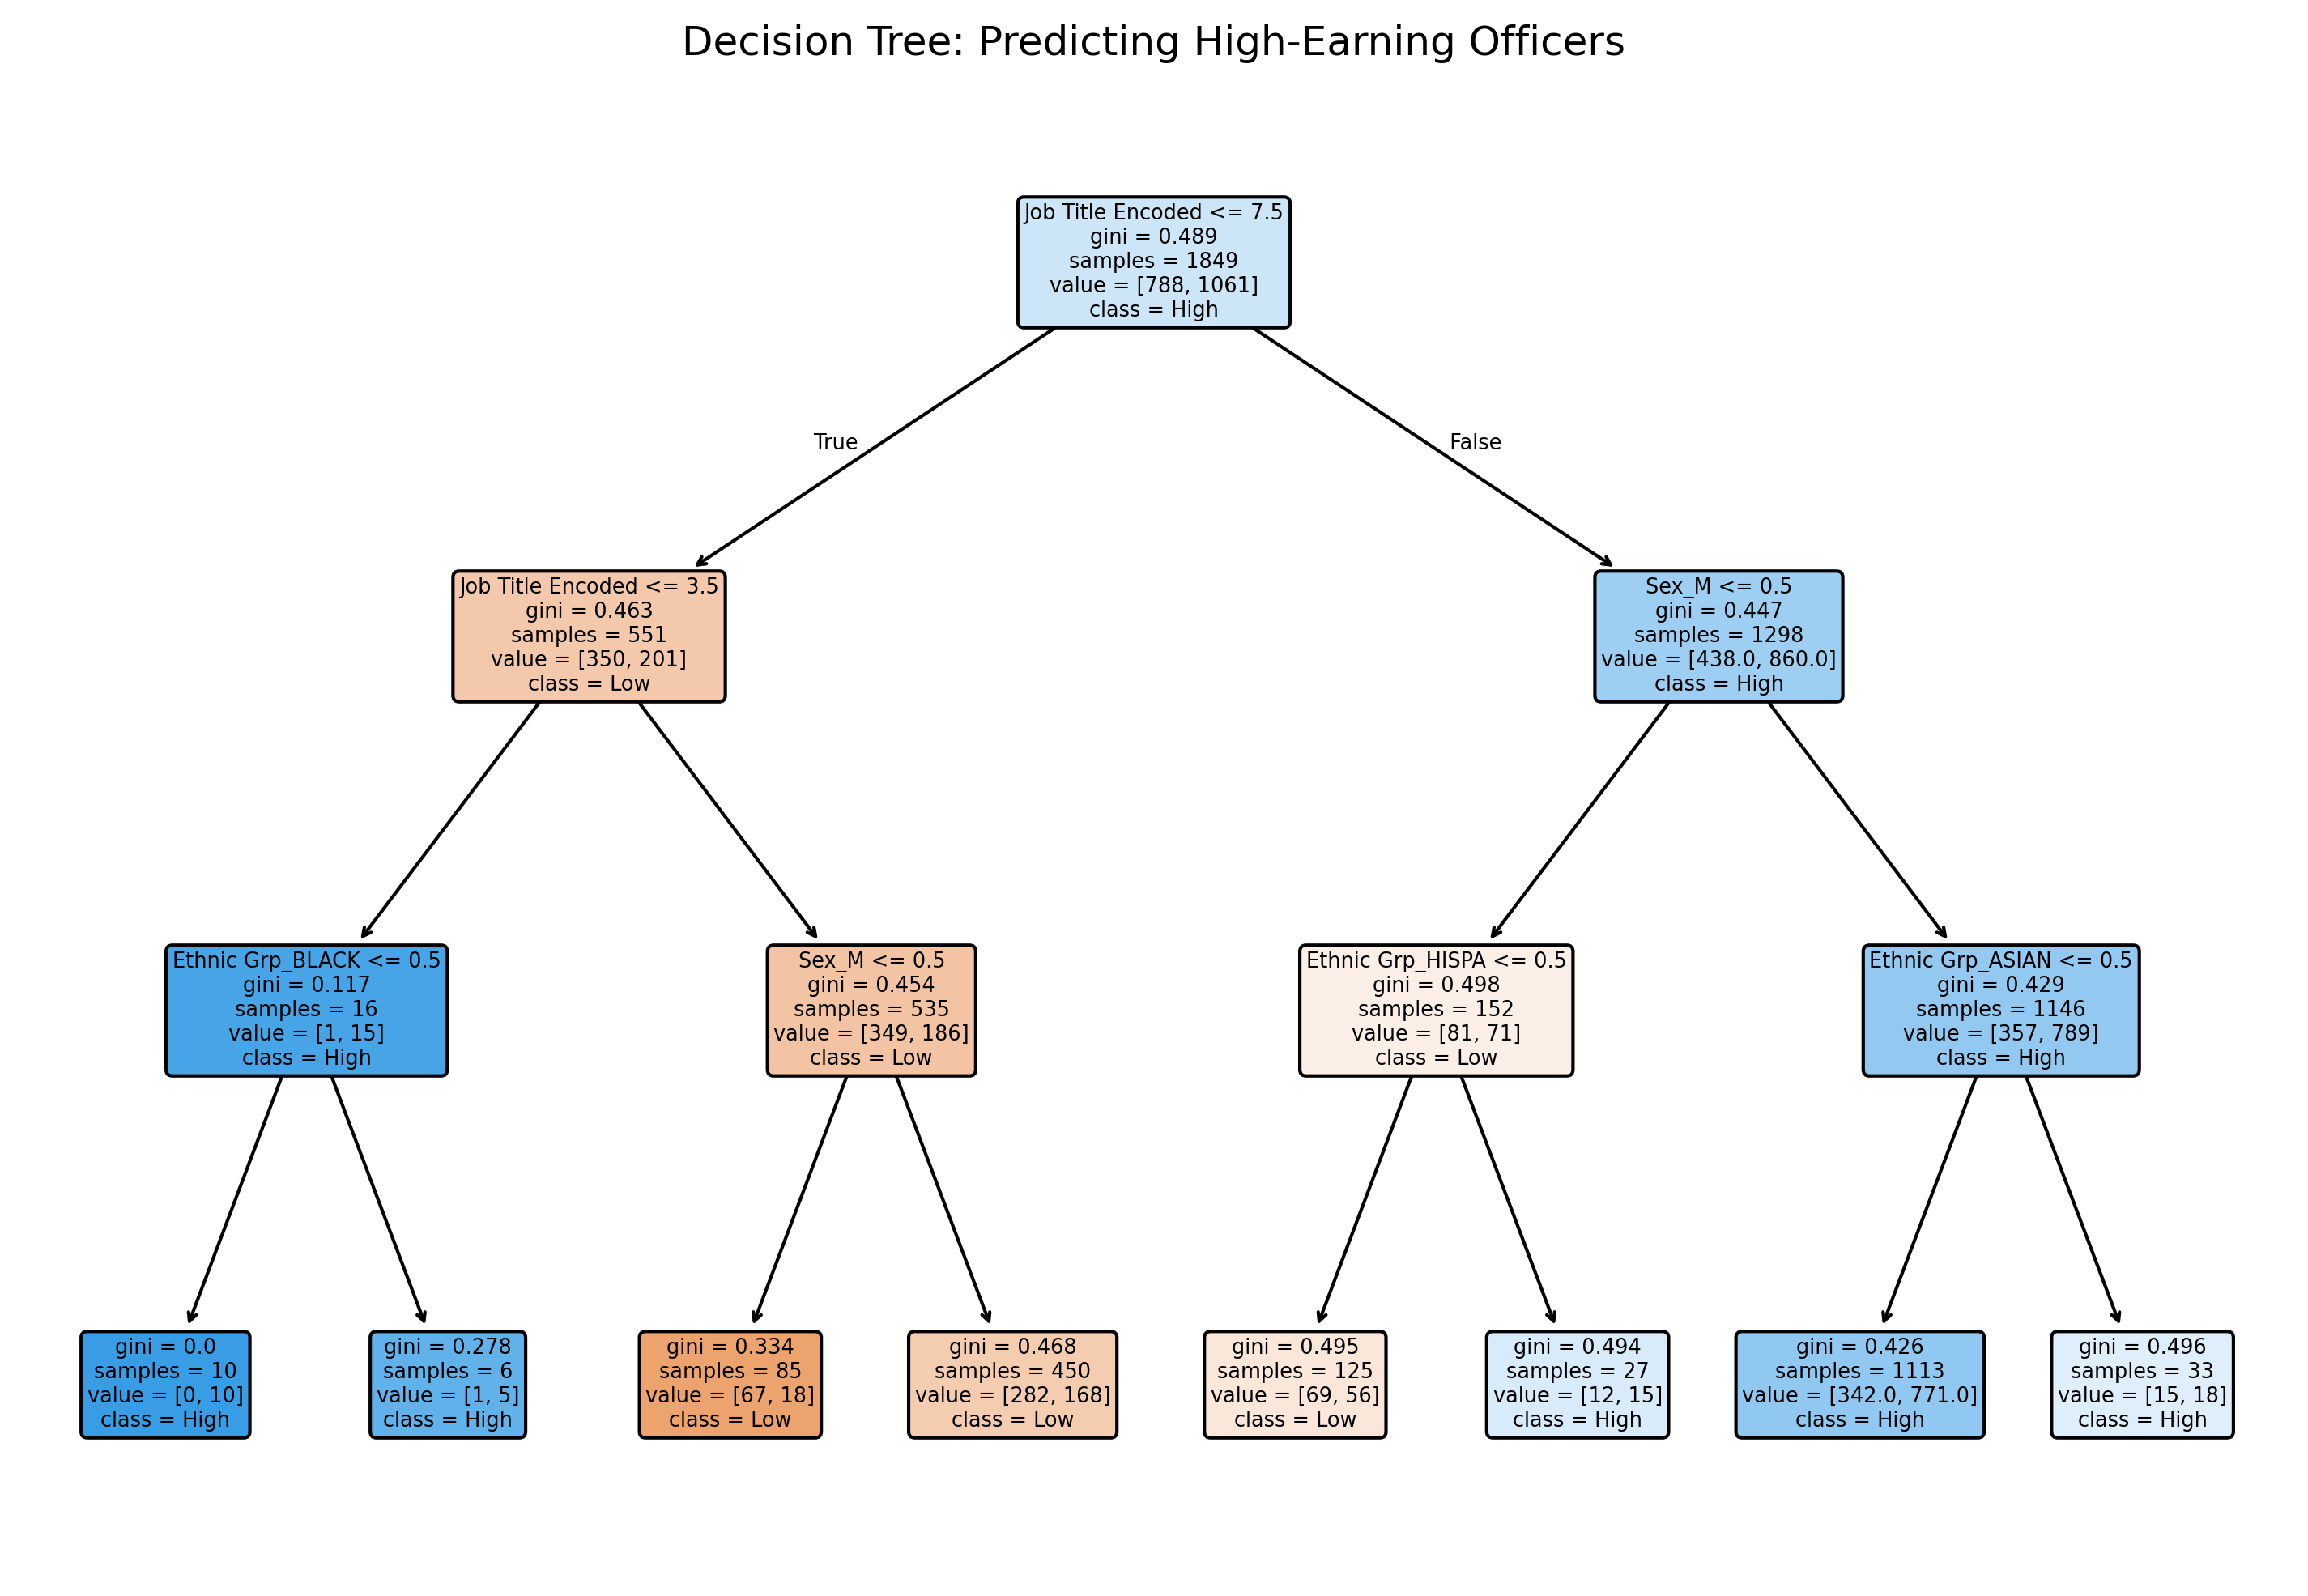 Decision Tree: Predicting High-Earning Officers
Job Title Encoded <= 7.5
gini = 0.489
samples = 1849
value = [788, 1061]
class = High
True
False
Job Title Encoded <= 3.5
gini = 0.463
samples = 551
value = [350, 201]
class = Low
Sex_M <= 0.5
gini = 0.447
samples = 1298
value = [438.0, 860.0]
class = High
Ethnic Grp_BLACK <= 0.5
gini = 0.117
samples = 16
value = [1, 15]
class = High
Sex_M <= 0.5
gini = 0.454
samples = 535
value = [349, 186]
class = Low
Ethnic Grp_HISPA <= 0.5
gini = 0.498
samples = 152
value = [81, 71]
class = Low
Ethnic Grp_ASIAN <= 0.5
gini = 0.429
samples = 1146
value = [357, 789]
class = High
gini = 0.0
samples = 10
value = [0, 10]
class = High
gini = 0.278
samples = 6
value = [1, 5]
class = High
gini = 0.334
samples = 85
value = [67, 18]
class = Low
gini = 0.468
samples = 450
value = [282, 168]
class = Low
gini = 0.495
samples = 125
value = [69, 56]
class = Low
gini = 0.494
samples = 27
value = [12, 15]
class = High
gini = 0.426
samples = 1113
value = [342.0, 771.0]
class = High
gini = 0.496
samples = 33
value = [15, 18]
class = High